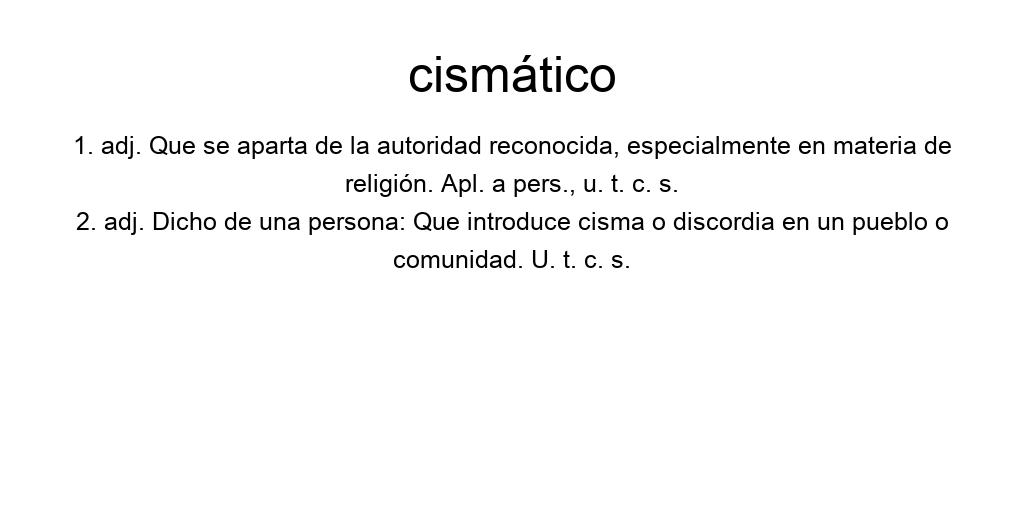 cismático
1. adj. Que se aparta de la autoridad reconocida, especialmente en materia de
religión. Apl. a pers., u. t. c. s.
2. adj. Dicho de una persona: Que introduce cisma o discordia en un pueblo o
comunidad. U. t. c. s.